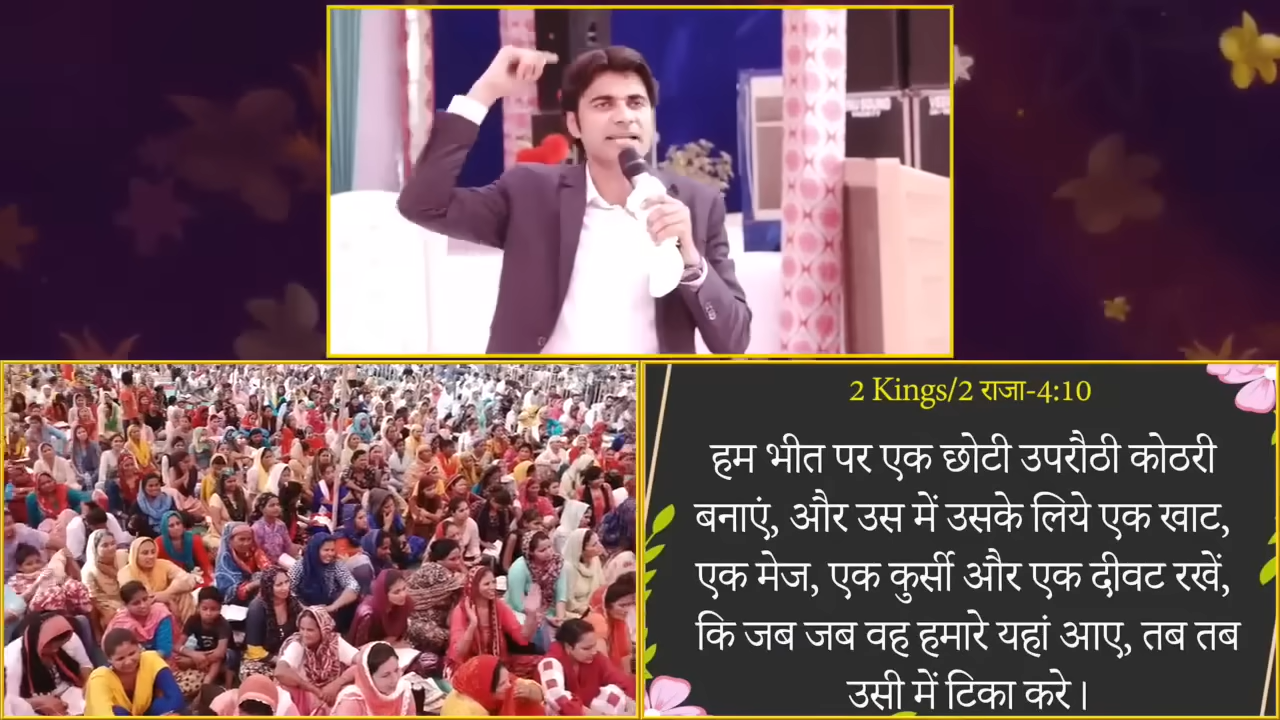 2 Kings/2 राजा-4:10
हम भीत पर एक छोटी उपरौठी कोठरी
बनाएं, और उस में उसके लिये एक खाट,
एक मेज, एक कुर्सी और एक दीवट रखें,
कि जब जब वह हमारे यहां आए, तब तब
उसी में टिका करे।